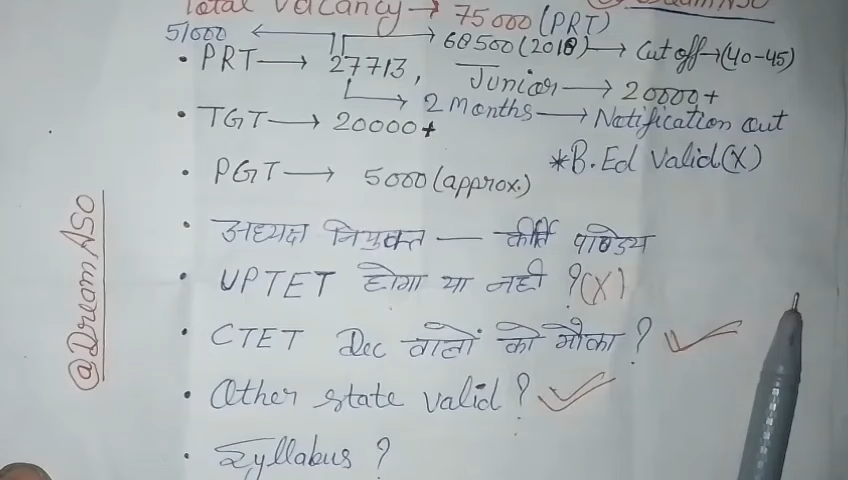 Total Vacancy → 75000 (PRT)
51000 ← → 68500 (2018) → Cut off → (40-45)
• PRT → 27713, Junior → 20000+
→ 2 Months → Notification out
• TGT → 20000+
*B.Ed Valid (X)
• PGT → 5000 (approx.)
• अध्यक्ष नियुक्त — कीर्ति पाण्डेय
• UPTET होगा या नही ? (X)
• CTET Dec वालों को मौका ? ✓
• Other state valid ? ✓
• Syllabus ?
@DreamASO